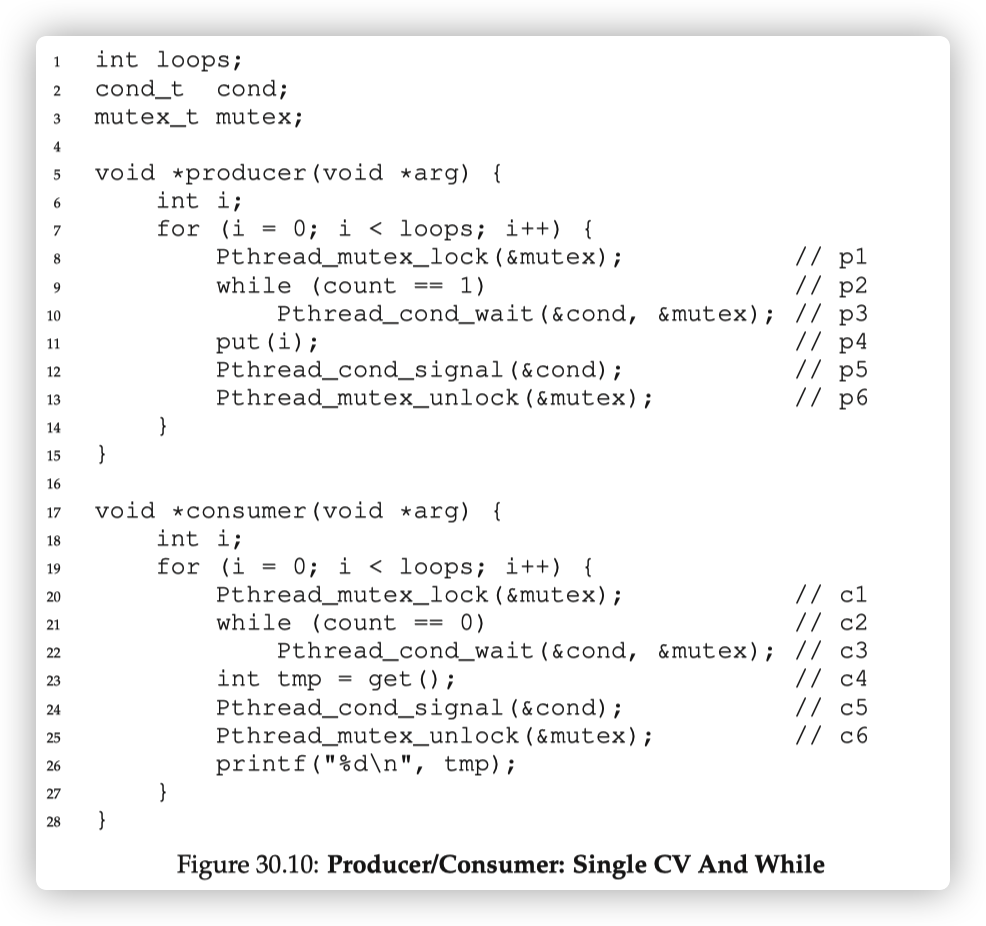 1 int loops;
2 cond_t  cond;
3 mutex_t mutex;
4
5 void *producer(void *arg) {
6     int i;
7     for (i = 0; i < loops; i++) {
8         Pthread_mutex_lock(&mutex);           // p1
9         while (count == 1)                    // p2
10             Pthread_cond_wait(&cond, &mutex); // p3
11         put(i);                               // p4
12         Pthread_cond_signal(&cond);           // p5
13         Pthread_mutex_unlock(&mutex);         // p6
14     }
15 }
16
17 void *consumer(void *arg) {
18     int i;
19     for (i = 0; i < loops; i++) {
20         Pthread_mutex_lock(&mutex);           // c1
21         while (count == 0)                    // c2
22             Pthread_cond_wait(&cond, &mutex); // c3
23         int tmp = get();                      // c4
24         Pthread_cond_signal(&cond);           // c5
25         Pthread_mutex_unlock(&mutex);         // c6
26         printf("%d\n", tmp);
27     }
28 }
Figure 30.10: Producer/Consumer: Single CV And While